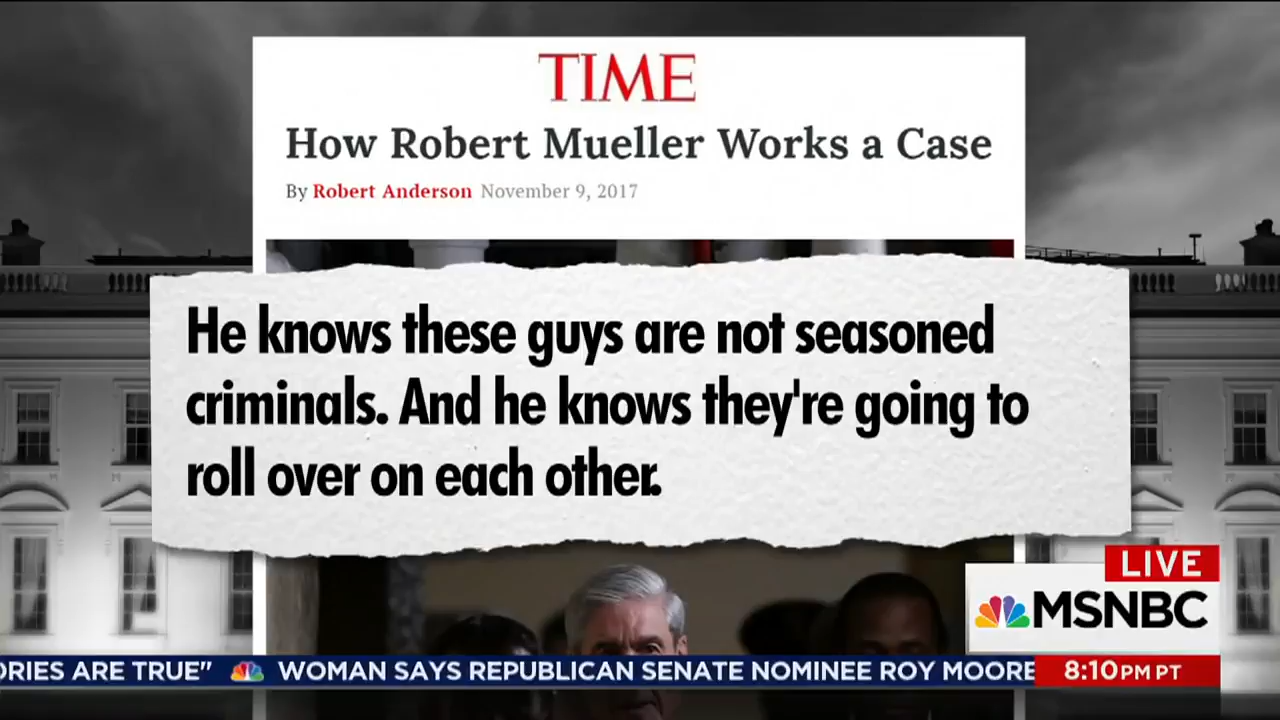 TIME
How Robert Mueller Works a Case
By Robert Anderson November 9, 2017
He knows these guys are not seasoned
criminals. And he knows they're going to
roll over on each other.
LIVE
MSNBC
ARE TRUE" WOMAN SAYS REPUBLICAN SENATE NOMINEE ROY MOORE
8:10 PM PT